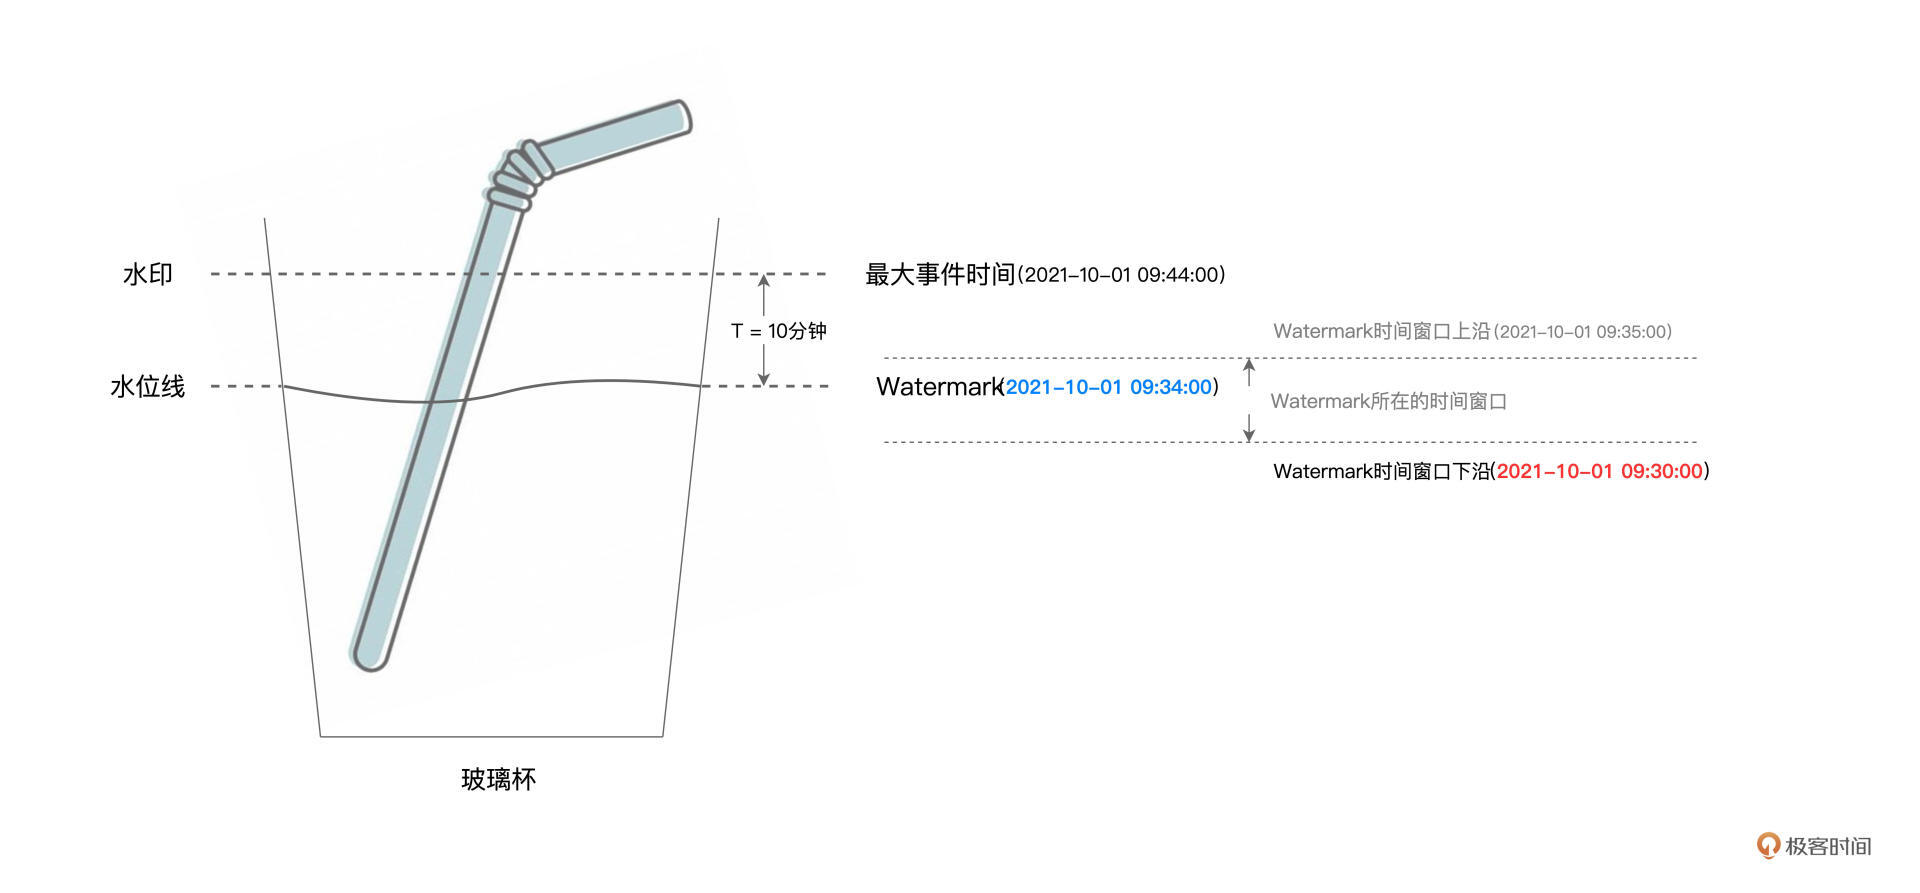 水印
最大事件时间(2021-10-01 09:44:00)
T = 10分钟
Watermark时间窗口上沿(2021-10-01 09:35:00)
水位线
Watermark(2021-10-01 09:34:00)
Watermark所在的时间窗口
Watermark时间窗口下沿(2021-10-01 09:30:00)
玻璃杯
极客时间